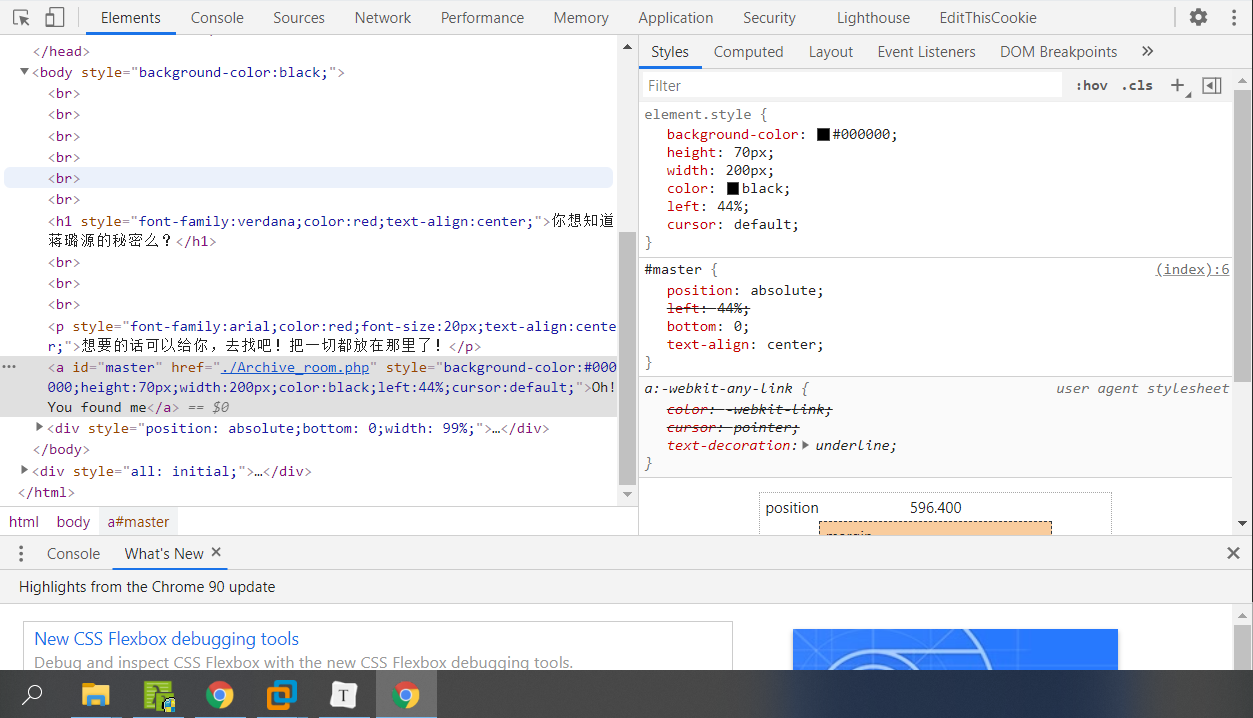 Elements Console Sources Network Performance Memory Application Security Lighthouse EditThisCookie
</head>
<body style="background-color:black;">
<br>
<br>
<br>
<br>
<br>
<br>
<h1 style="font-family:verdana;color:red;text-align:center;">你想知道
蒋璐源的秘密么？</h1>
<br>
<br>
<br>
<p style="font-family:arial;color:red;font-size:20px;text-align:cente
r;">想要的话可以给你，去找吧！把一切都放在那里了！</p>
<a id="master" href="./Archive_room.php" style="background-color:#000
000;height:70px;width:200px;color:black;left:44%;cursor:default;">Oh!
You found me</a> == $0
<div style="position: absolute;bottom: 0;width: 99%;">…</div>
</body>
<div style="all: initial;">…</div>
</html>
html body a#master
Styles Computed Layout Event Listeners DOM Breakpoints »
Filter :hov .cls +
element.style {
background-color: #000000;
height: 70px;
width: 200px;
color: black;
left: 44%;
cursor: default;
}
#master { (index):6
position: absolute;
left: 44%;
bottom: 0;
text-align: center;
}
a:-webkit-any-link { user agent stylesheet
color: -webkit-link;
cursor: pointer;
text-decoration: underline;
}
position 596.400
Console What's New
Highlights from the Chrome 90 update
New CSS Flexbox debugging tools
Debug and inspect CSS Flexbox with the new CSS Flexbox debugging tools.
T